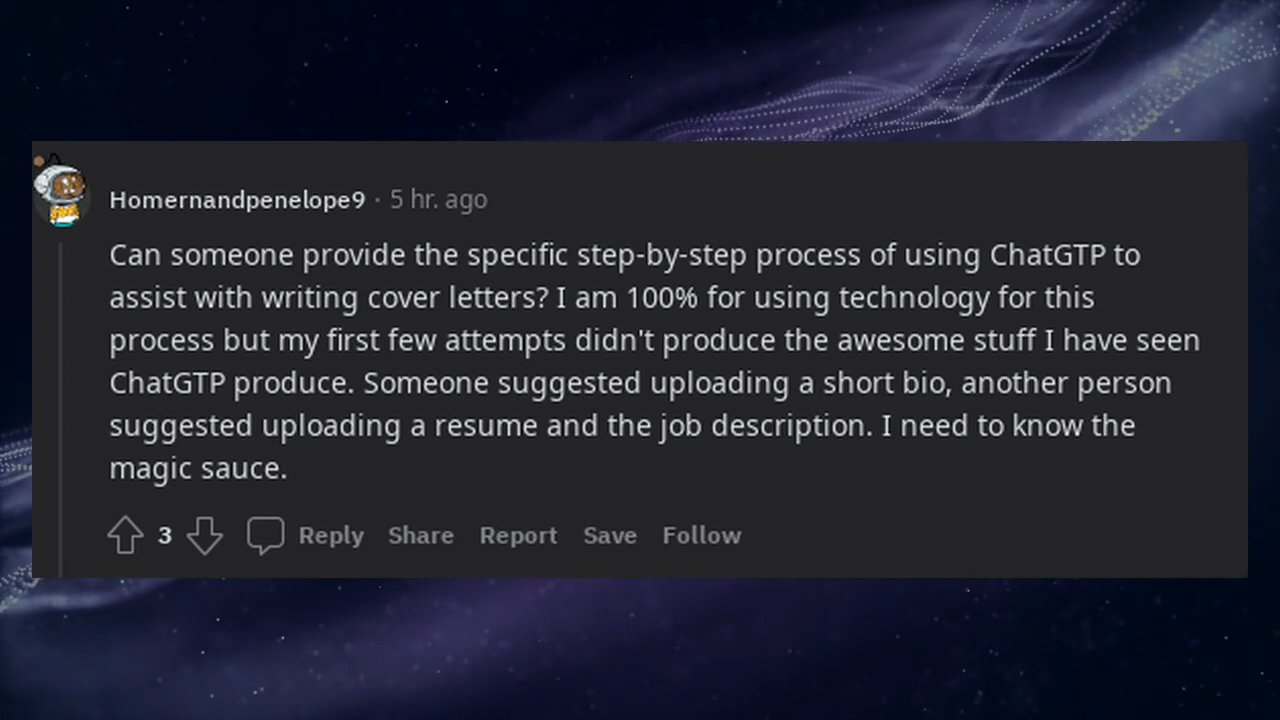 Homernandpenelope9 · 5 hr. ago
Can someone provide the specific step-by-step process of using ChatGTP to
assist with writing cover letters? I am 100% for using technology for this
process but my first few attempts didn't produce the awesome stuff I have seen
ChatGTP produce. Someone suggested uploading a short bio, another person
suggested uploading a resume and the job description. I need to know the
magic sauce.
3 Reply Share Report Save Follow